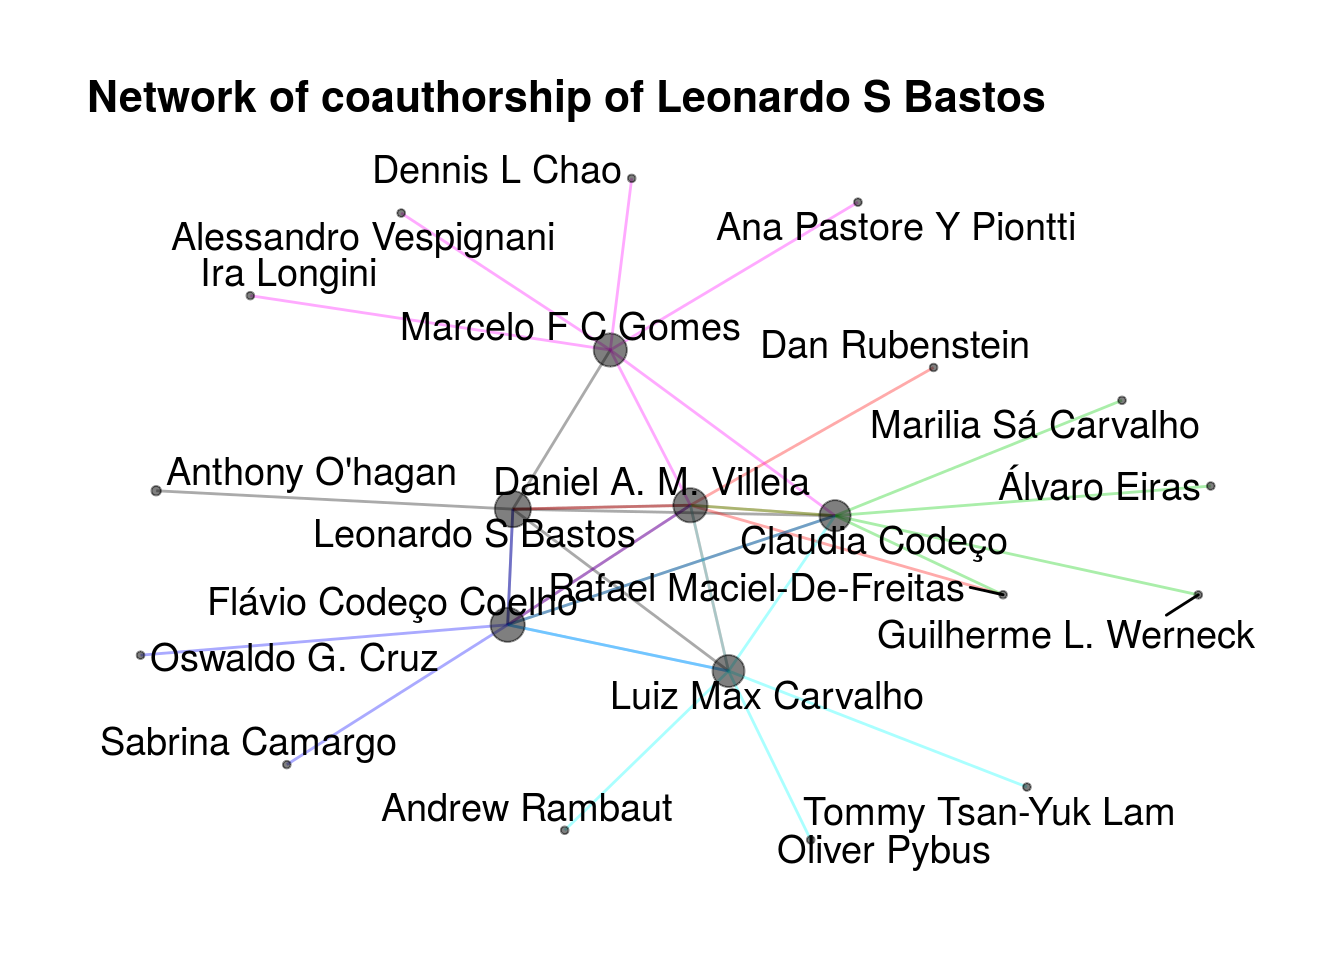 Network of coauthorship of Leonardo S Bastos
Dennis L Chao
Ana Pastore Y Piontti
Alessandro Vespignani
Ira Longini
Marcelo F C Gomes
Dan Rubenstein
Marilia Sá Carvalho
Anthony O'hagan
Daniel A. M. Villela
Álvaro Eiras
Leonardo S Bastos
Claudia Codeço
Rafael Maciel-De-Freitas
Flávio Codeço Coelho
Guilherme L. Werneck
Oswaldo G. Cruz
Luiz Max Carvalho
Sabrina Camargo
Andrew Rambaut
Tommy Tsan-Yuk Lam
Oliver Pybus